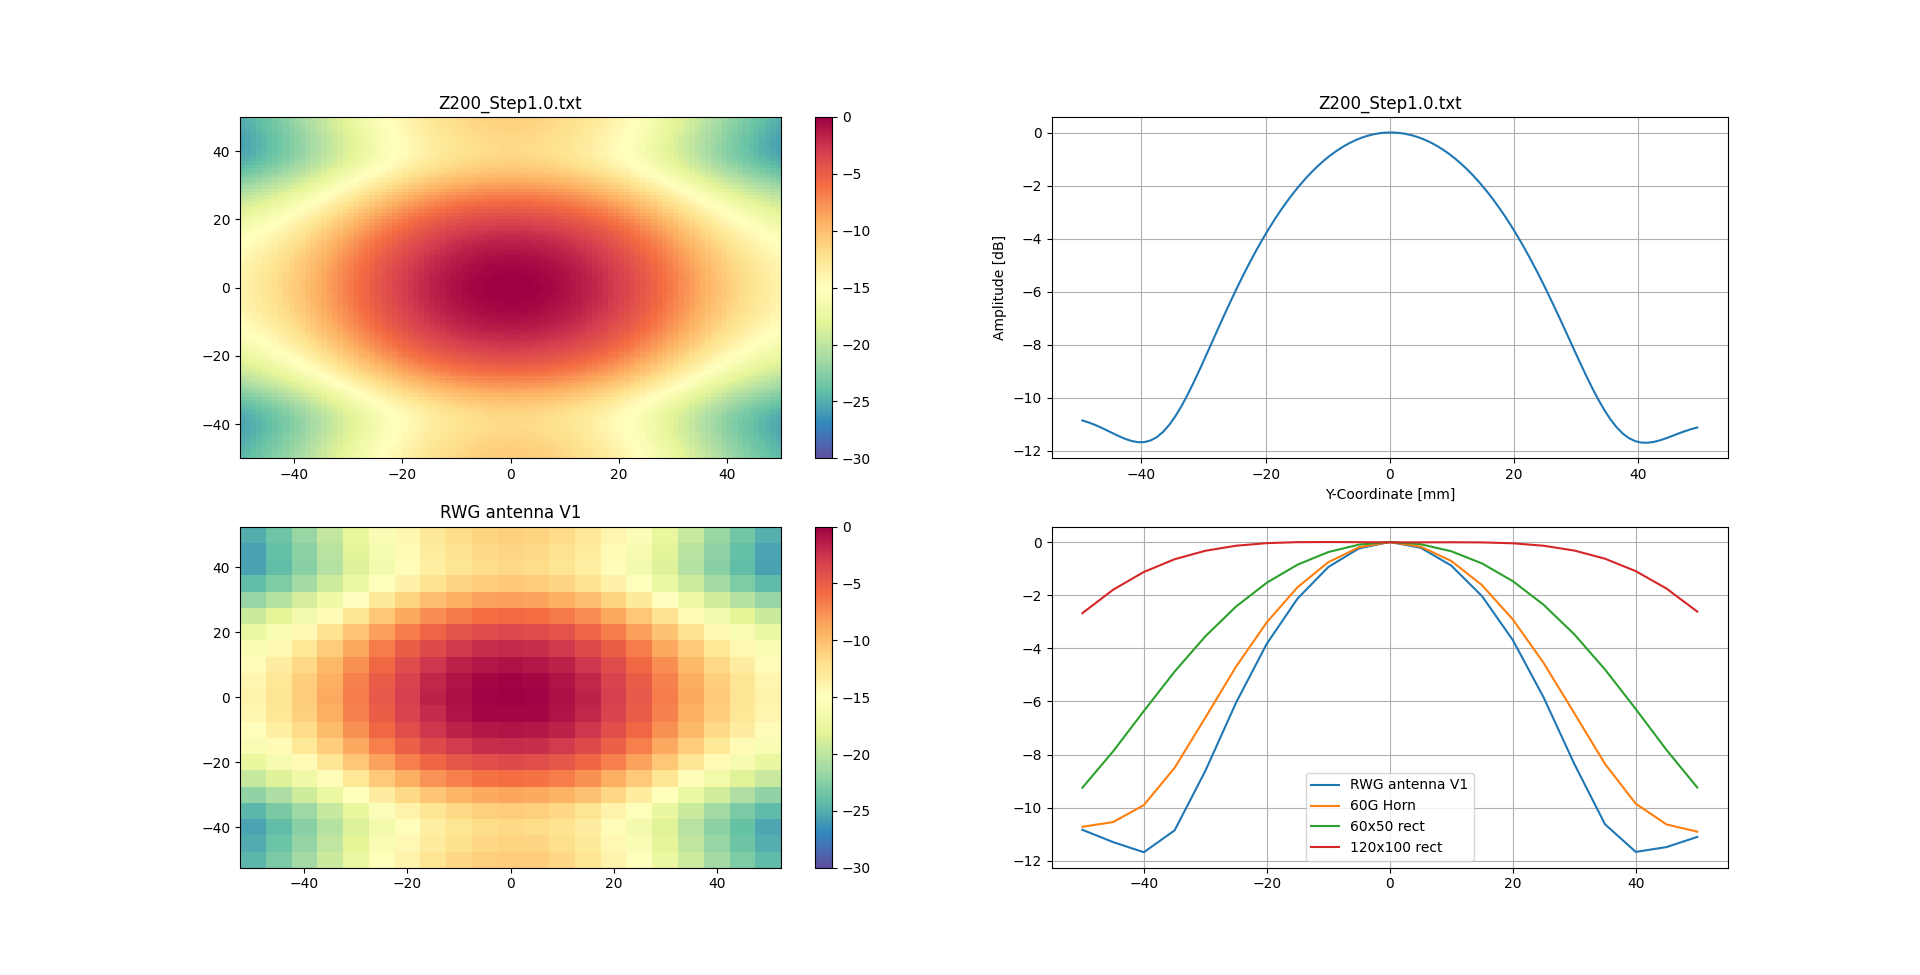 Z200_Step1.0.txt
40
20
0
−20
−40
−40 −20 0 20 40
0
−5
−10
−15
−20
−25
−30
Z200_Step1.0.txt
Amplitude [dB]
0
−2
−4
−6
−8
−10
−12
−40 −20 0 20 40
Y-Coordinate [mm]
RWG antenna V1
40
20
0
−20
−40
−40 −20 0 20 40
0
−5
−10
−15
−20
−25
−30
0
−2
−4
−6
−8
−10
−12
RWG antenna V1
60G Horn
60x50 rect
120x100 rect
−40 −20 0 20 40